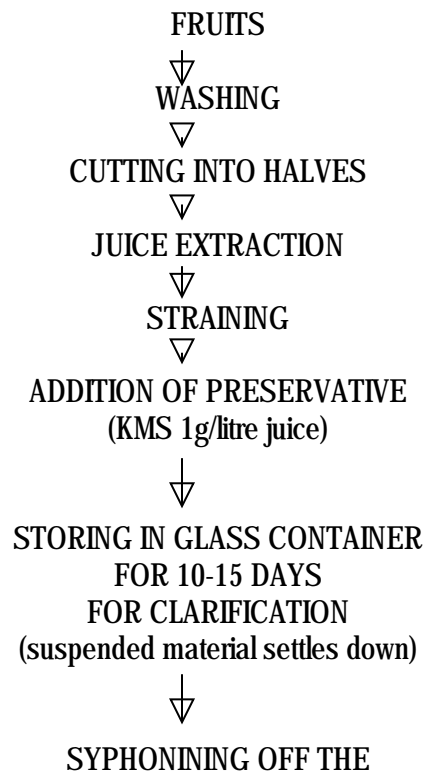 FRUITS
WASHING
CUTTING INTO HALVES
JUICE EXTRACTION
STRAINING
ADDITION OF PRESERVATIVE
(KMS 1g/litre juice)
STORING IN GLASS CONTAINER
FOR 10-15 DAYS
FOR CLARIFICATION
(suspended material settles down)
SYPHONINING OFF THE